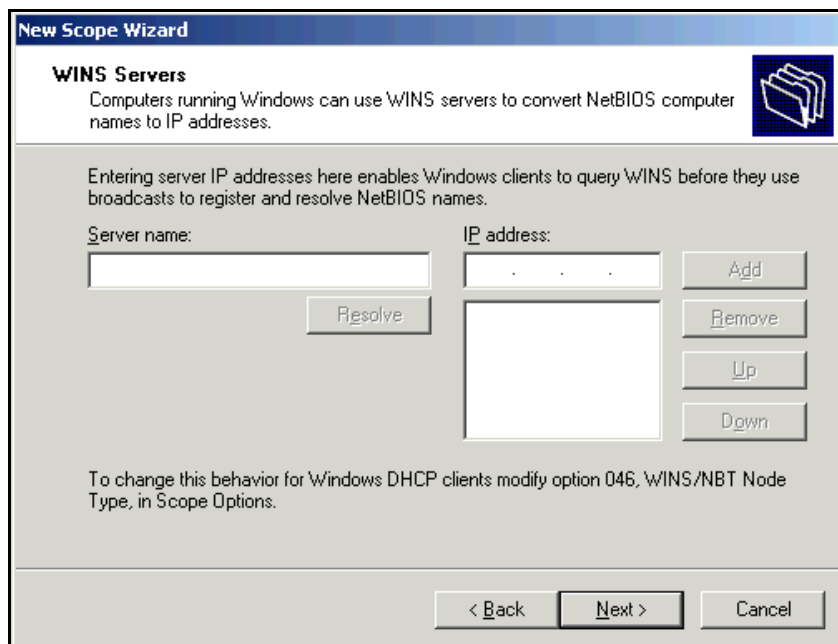 New Scope Wizard
WINS Servers
Computers running Windows can use WINS servers to convert NetBIOS computer
names to IP addresses.
Entering server IP addresses here enables Windows clients to query WINS before they use
broadcasts to register and resolve NetBIOS names.
Server name:
IP address:
. . .
Add
Resolve
Remove
Up
Down
To change this behavior for Windows DHCP clients modify option 046, WINS/NBT Node
Type, in Scope Options.
< Back
Next >
Cancel